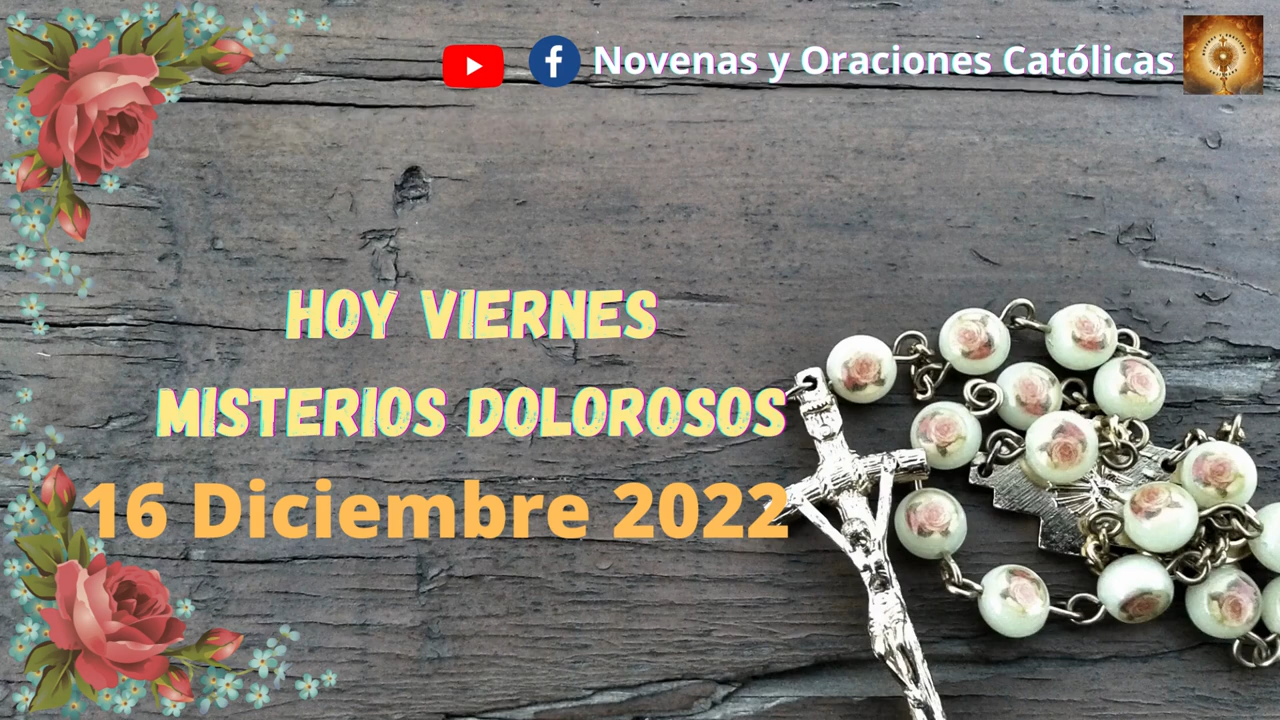 Novenas y Oraciones Católicas
HOY VIERNES
MISTERIOS DOLOROSOS
16 Diciembre 2022